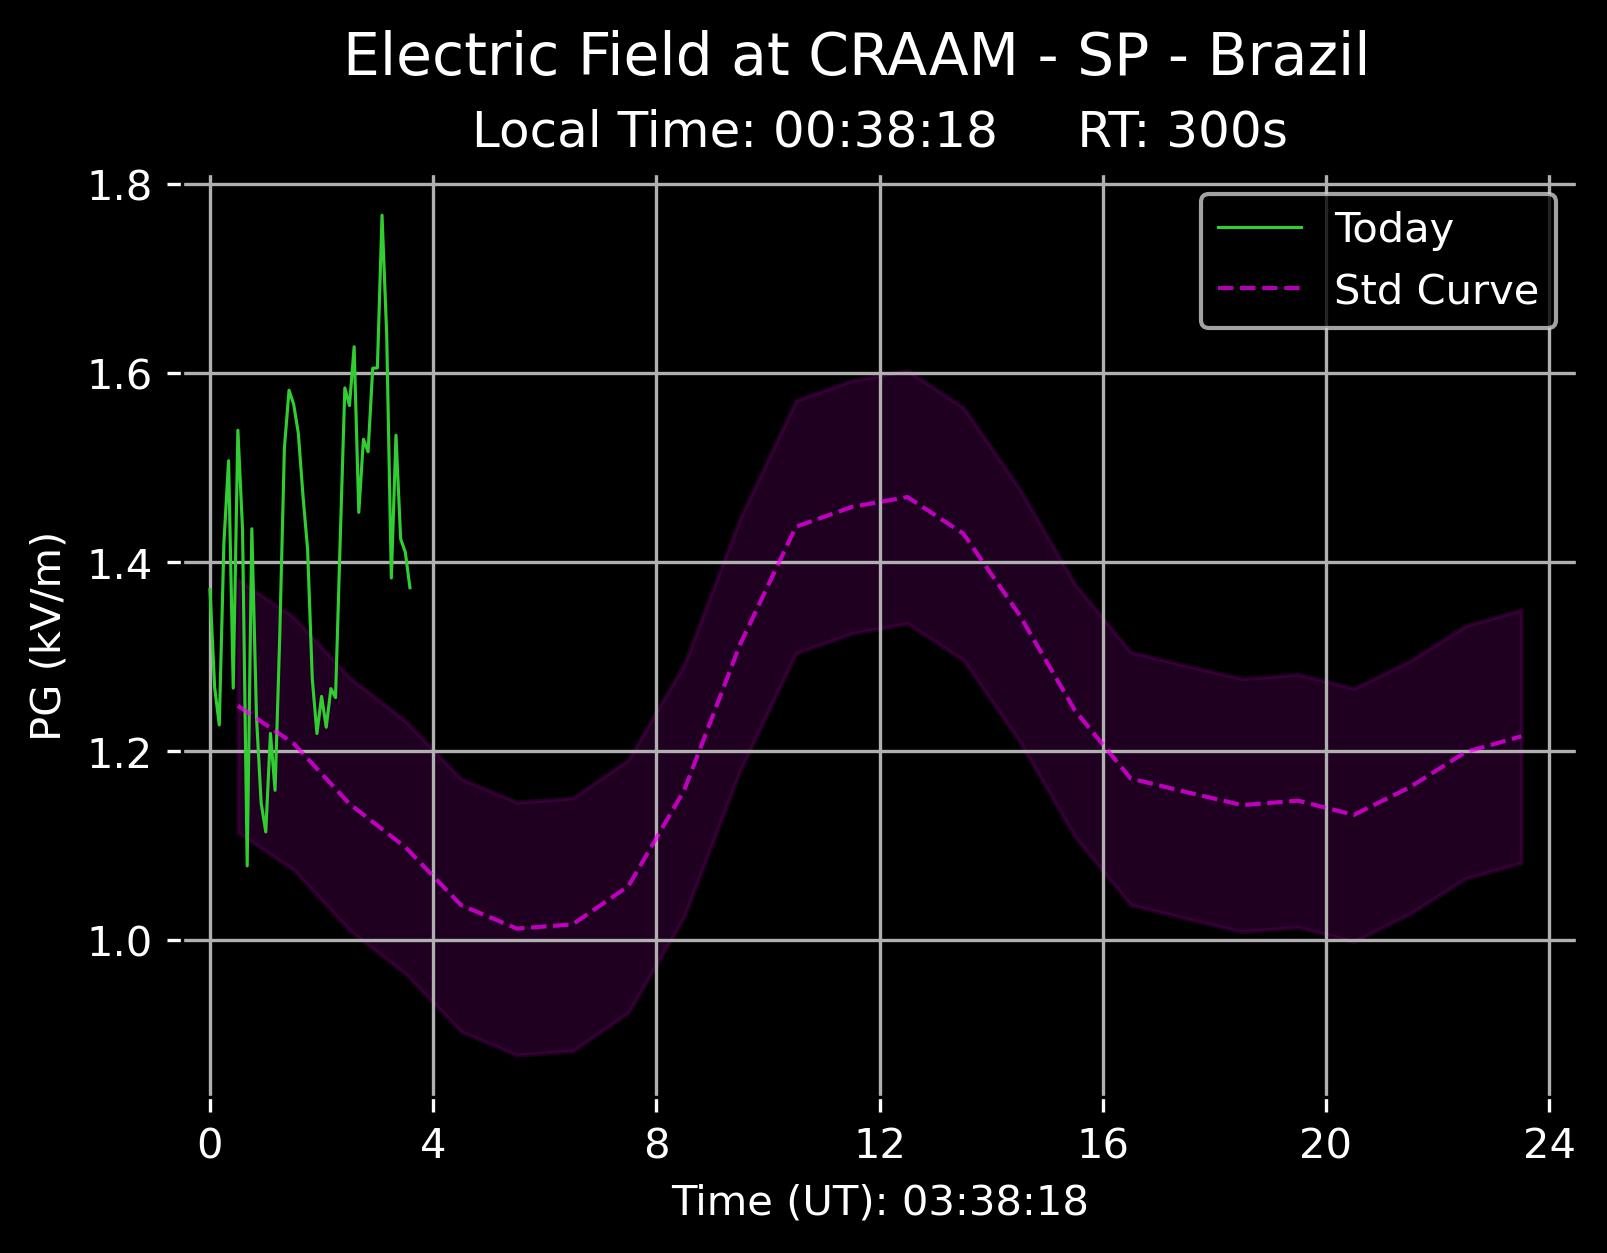 Electric Field at CRAAM - SP - Brazil
Local Time: 00:38:18 RT: 300s
Today
Std Curve
1.8
1.6
1.4
1.2
1.0
PG (kV/m)
0 4 8 12 16 20 24
Time (UT): 03:38:18